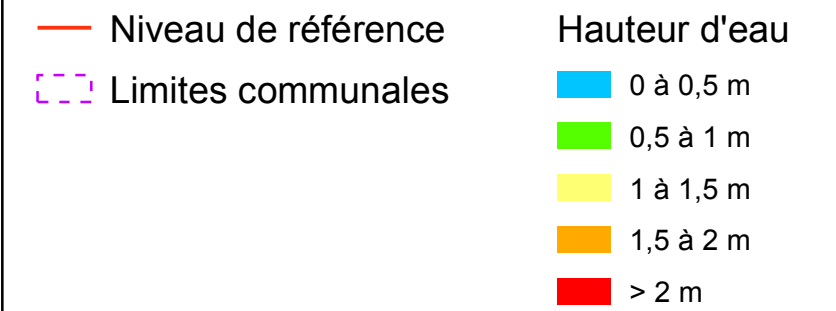 Niveau de référence
Limites communales
Hauteur d'eau
0 à 0,5 m
0,5 à 1 m
1 à 1,5 m
1,5 à 2 m
> 2 m